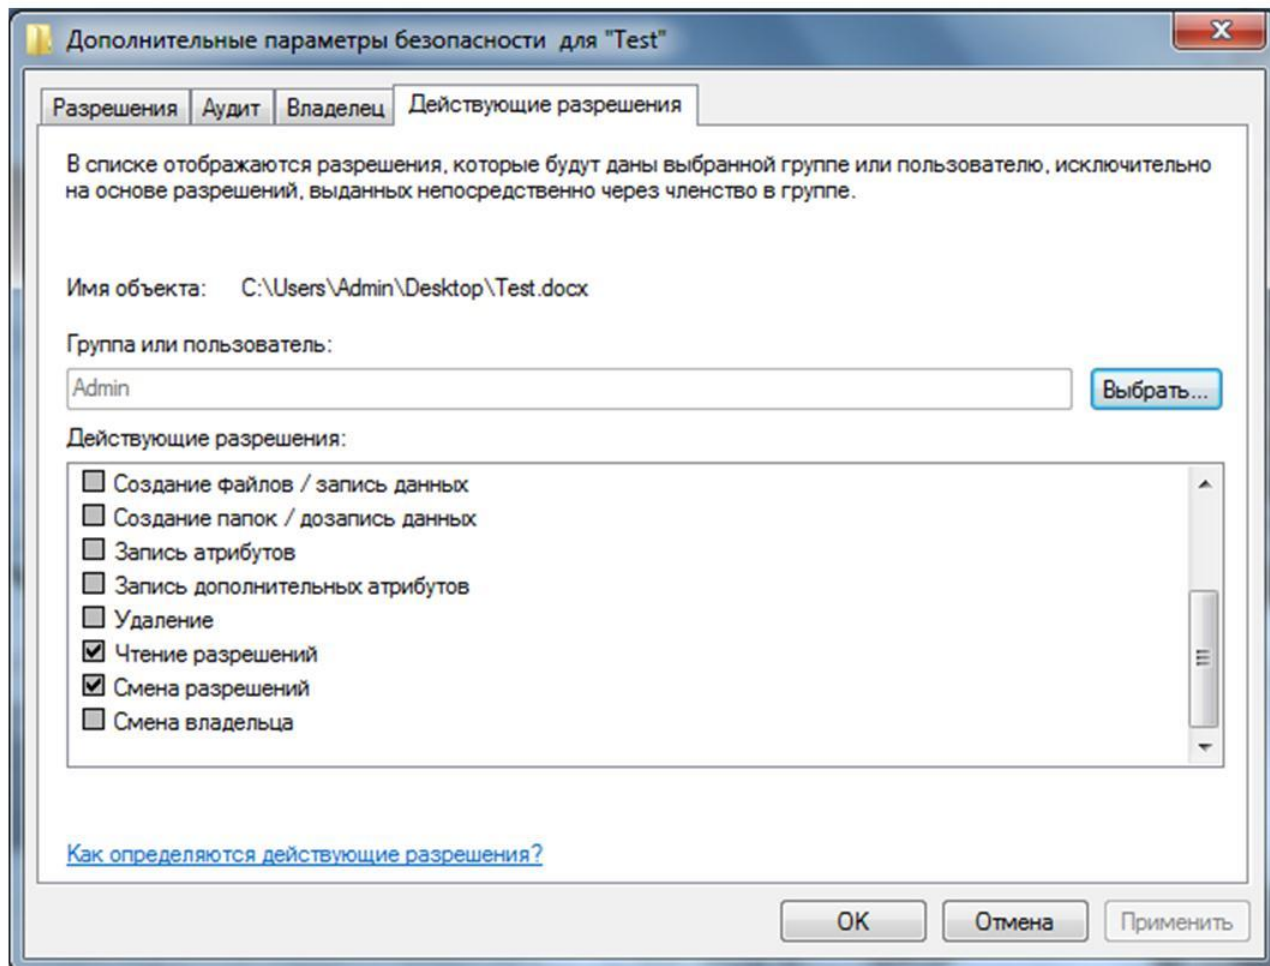 Дополнительные параметры безопасности для "Test"
Разрешения Аудит Владелец Действующие разрешения
В списке отображаются разрешения, которые будут даны выбранной группе или пользователю, исключительно
на основе разрешений, выданных непосредственно через членство в группе.
Имя объекта: C:\Users\Admin\Desktop\Test.docx
Группа или пользователь:
Admin
Выбрать...
Действующие разрешения:
Создание файлов / запись данных
Создание папок / дозапись данных
Запись атрибутов
Запись дополнительных атрибутов
Удаление
Чтение разрешений
Смена разрешений
Смена владельца
Как определяются действующие разрешения?
ОК Отмена Применить